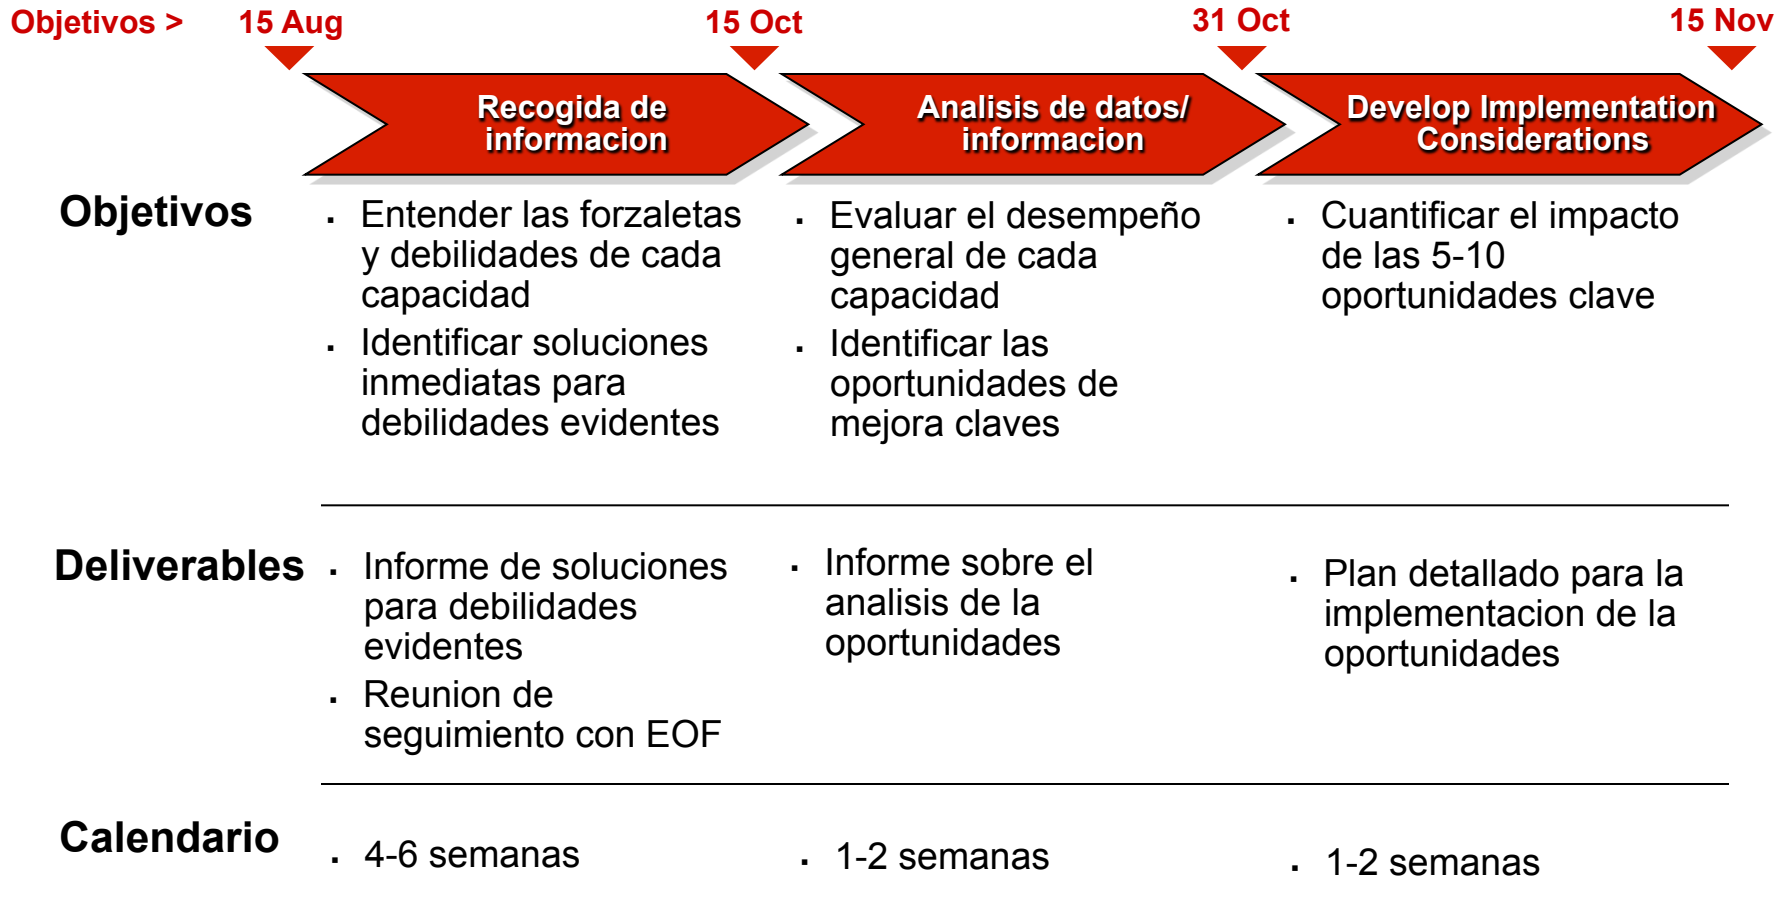 Objetivos > 15 Aug 15 Oct 31 Oct 15 Nov
Recogida de
informacion
Analisis de datos/
informacion
Develop Implementation
Considerations
Objetivos
▪ Entender las forzaletas
y debilidades de cada
capacidad
▪ Identificar soluciones
inmediatas para
debilidades evidentes
▪ Evaluar el desempeño
general de cada
capacidad
▪ Identificar las
oportunidades de
mejora claves
▪ Cuantificar el impacto
de las 5-10
oportunidades clave
Deliverables
▪ Informe de soluciones
para debilidades
evidentes
▪ Reunion de
seguimiento con EOF
▪ Informe sobre el
analisis de la
oportunidades
▪ Plan detallado para la
implementacion de la
oportunidades
Calendario
▪ 4-6 semanas
▪ 1-2 semanas
▪ 1-2 semanas